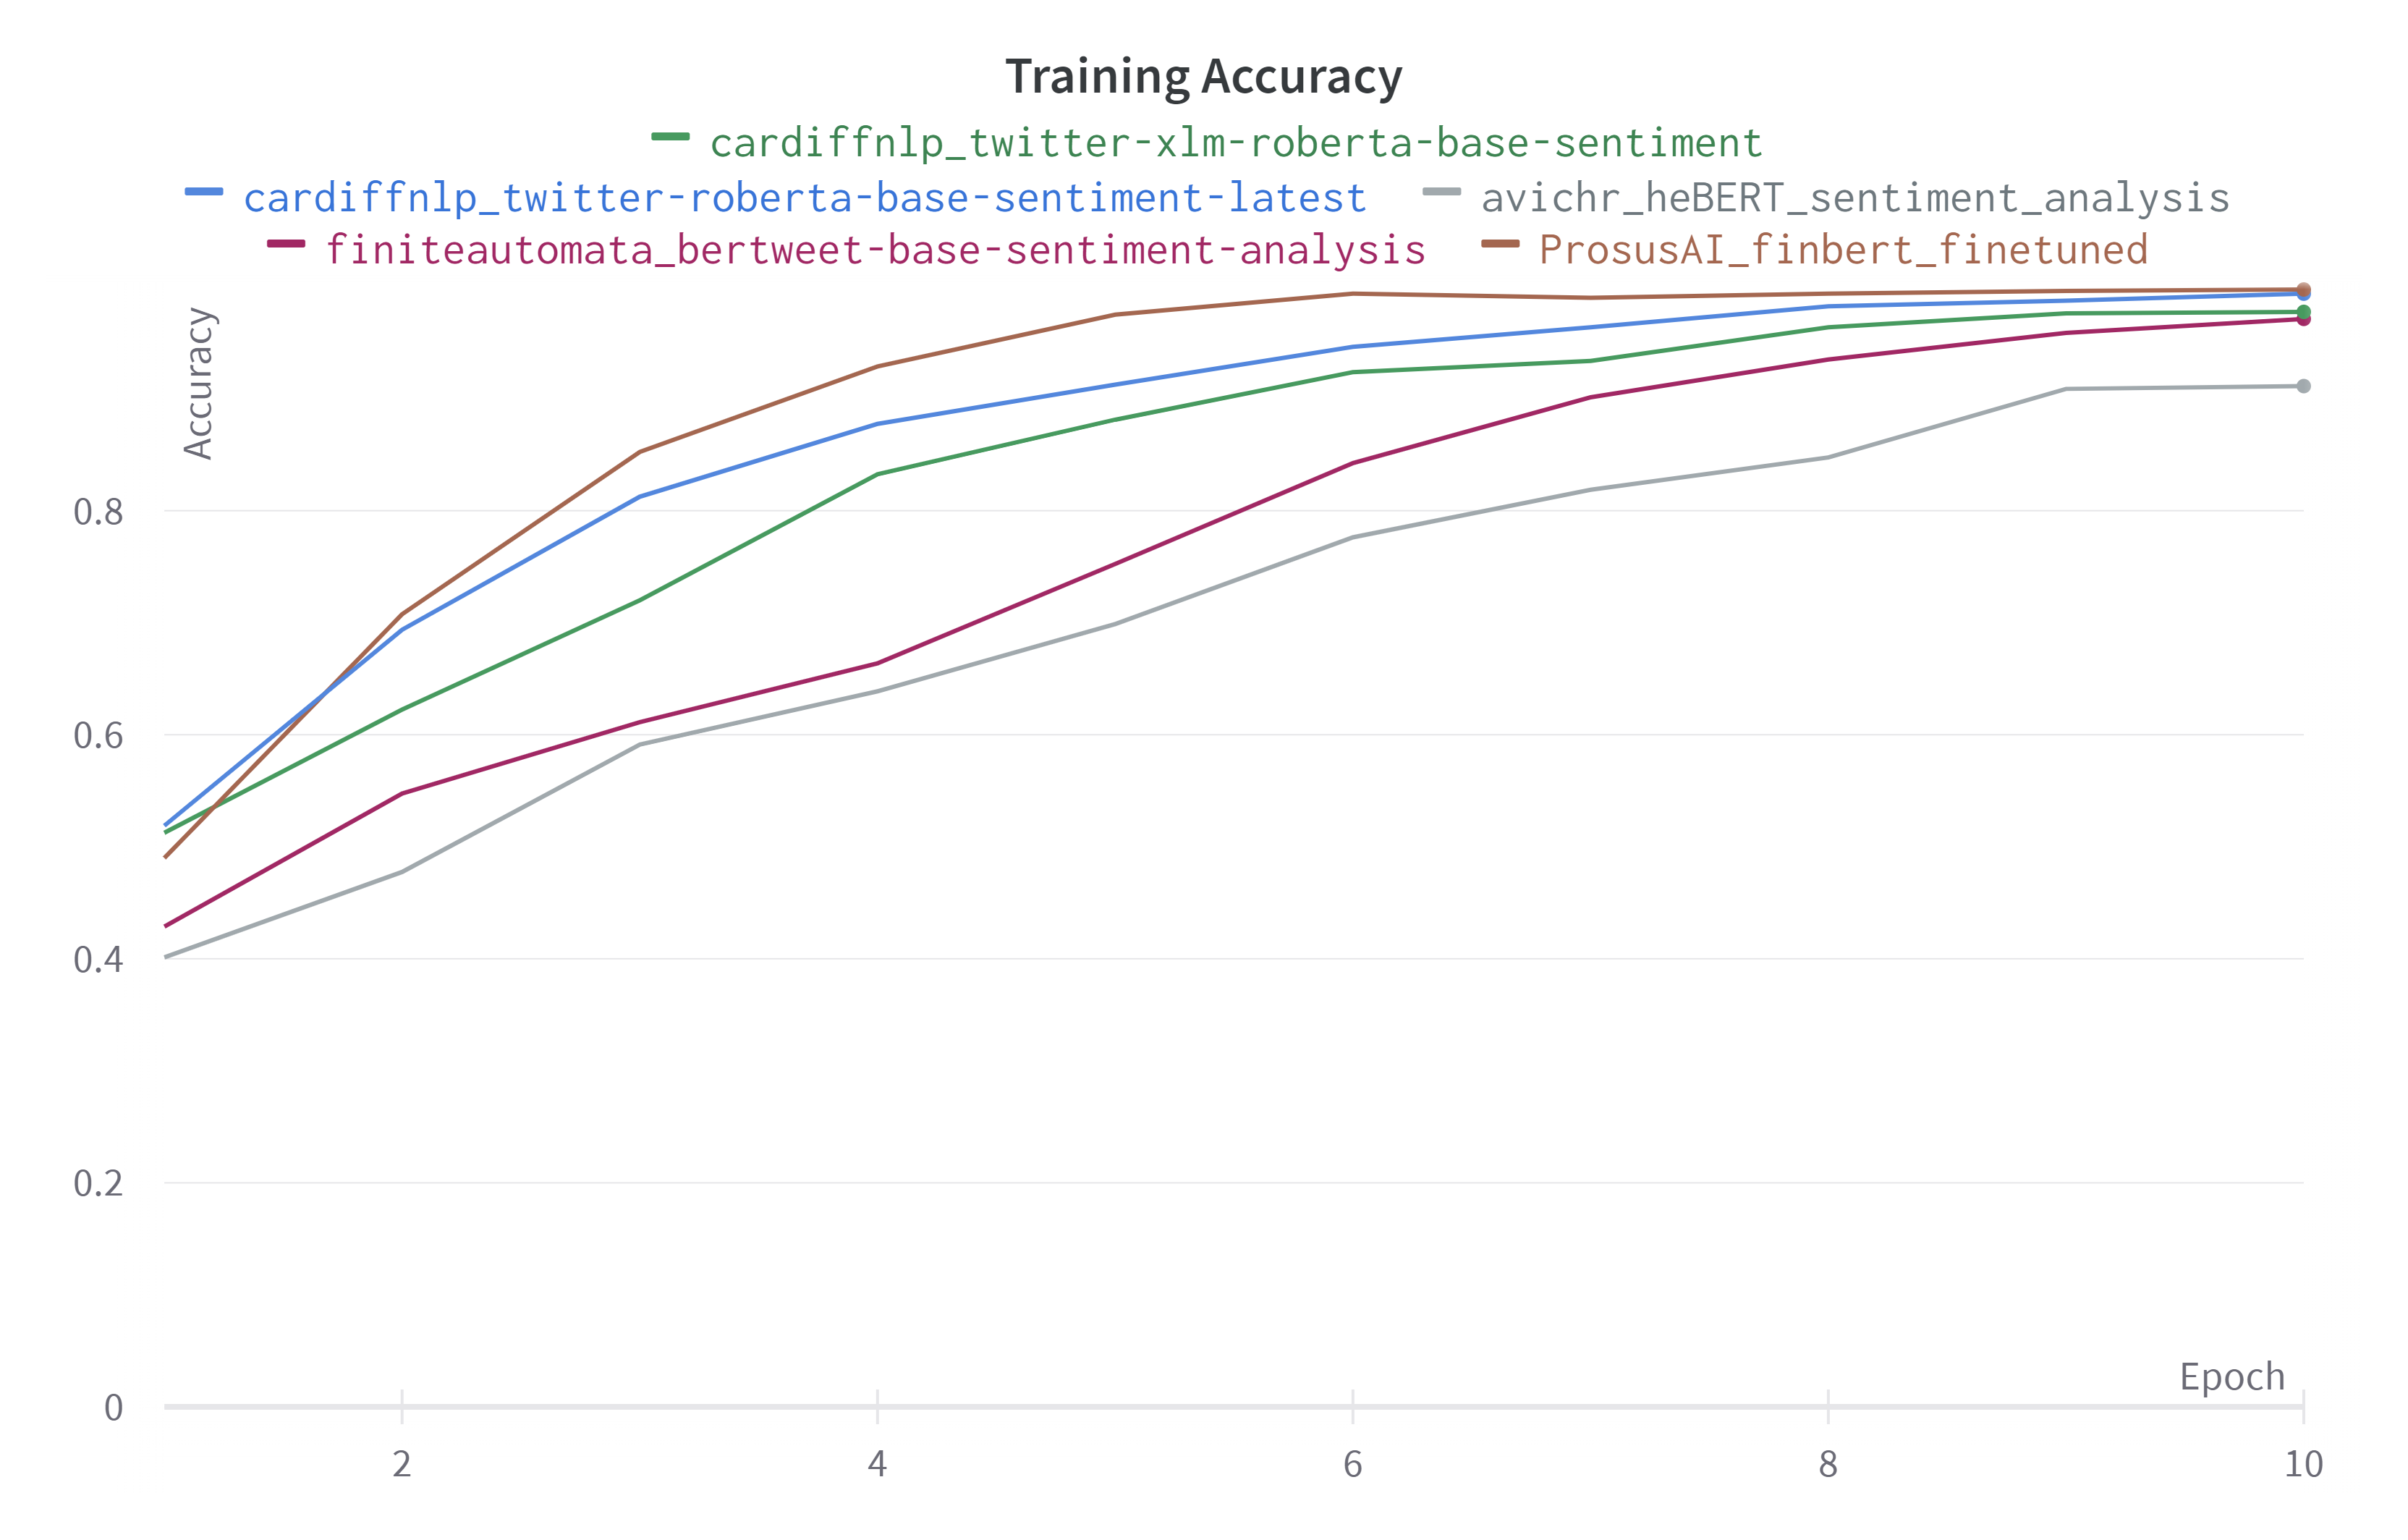 Training Accuracy
cardiffnlp_twitter-xlm-roberta-base-sentiment
cardiffnlp_twitter-roberta-base-sentiment-latest avichr_heBERT_sentiment_analysis
finiteautomata_bertweet-base-sentiment-analysis ProsusAI_finbert_finetuned
Accuracy
0.8
0.6
0.4
0.2
Epoch
0
2 4 6 8 10